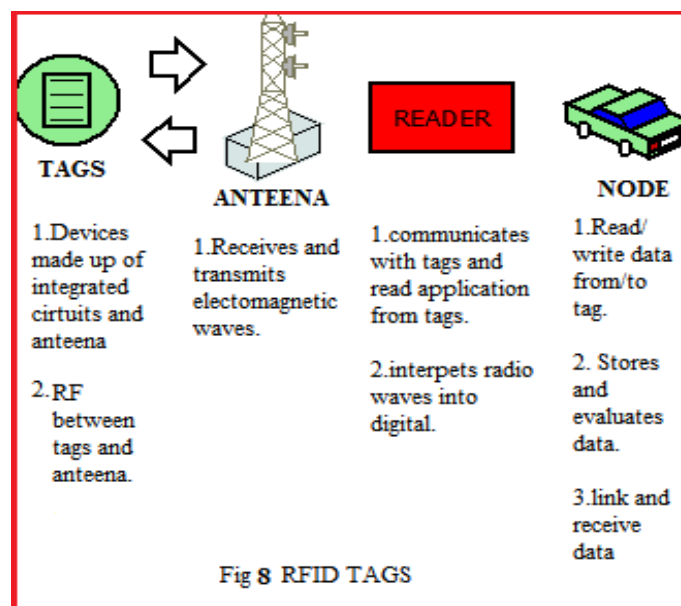 TAGS
1.Devices
made up of
integrated
cirtuits and
anteena
2. RF
between
tags and
anteena.
ANTEENA
1.Receives and
transmits
electomagnetic
waves.
READER
1.communicates
with tags and
read application
from tags.
2.interpets radio
waves into
digital.
NODE
1.Read/
write data
from/to
tag.
2. Stores
and
evaluates
data.
3.link and
receive
data
Fig 8 RFID TAGS